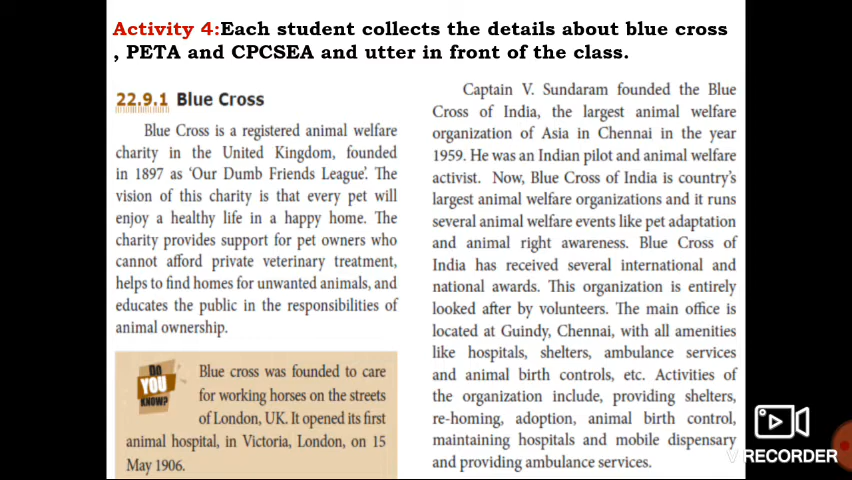 Activity 4:Each student collects the details about blue cross
, PETA and CPCSEA and utter in front of the class.
22.9.1 Blue Cross
Blue Cross is a registered animal welfare
charity in the United Kingdom, founded
in 1897 as ‘Our Dumb Friends League’. The
vision of this charity is that every pet will
enjoy a healthy life in a happy home. The
charity provides support for pet owners who
cannot afford private veterinary treatment,
helps to find homes for unwanted animals, and
educates the public in the responsibilities of
animal ownership.
DO
YOU
KNOW?
Blue cross was founded to care
for working horses on the streets
of London, UK. It opened its first
animal hospital, in Victoria, London, on 15
May 1906.
Captain V. Sundaram founded the Blue
Cross of India, the largest animal welfare
organization of Asia in Chennai in the year
1959. He was an Indian pilot and animal welfare
activist. Now, Blue Cross of India is country’s
largest animal welfare organizations and it runs
several animal welfare events like pet adaptation
and animal right awareness. Blue Cross of
India has received several international and
national awards. This organization is entirely
looked after by volunteers. The main office is
located at Guindy, Chennai, with all amenities
like hospitals, shelters, ambulance services
and animal birth controls, etc. Activities of
the organization include, providing shelters,
re-homing, adoption, animal birth control,
maintaining hospitals and mobile dispensary
and providing ambulance services.
V RECORDER